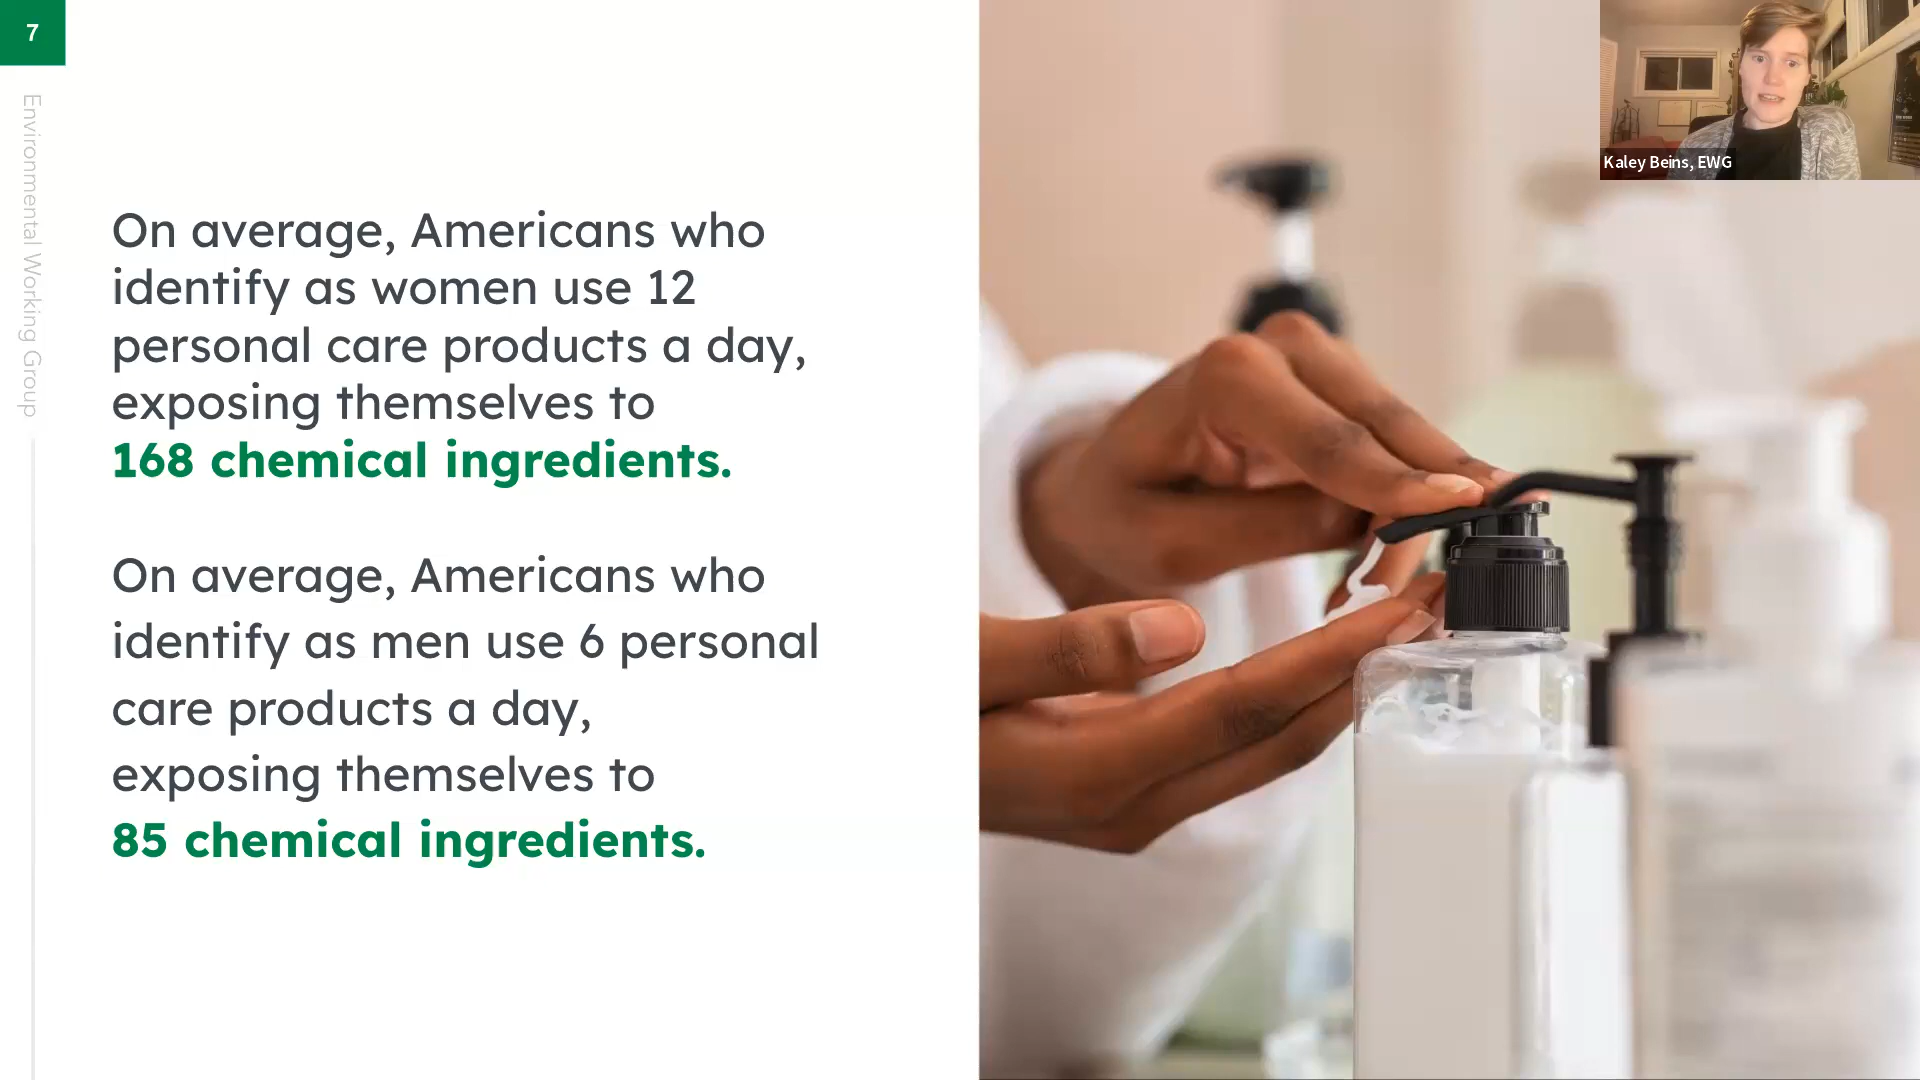 7
Environmental Working Group
On average, Americans who
identify as women use 12
personal care products a day,
exposing themselves to
168 chemical ingredients.
On average, Americans who
identify as men use 6 personal
care products a day,
exposing themselves to
85 chemical ingredients.
Kaley Beins, EWG